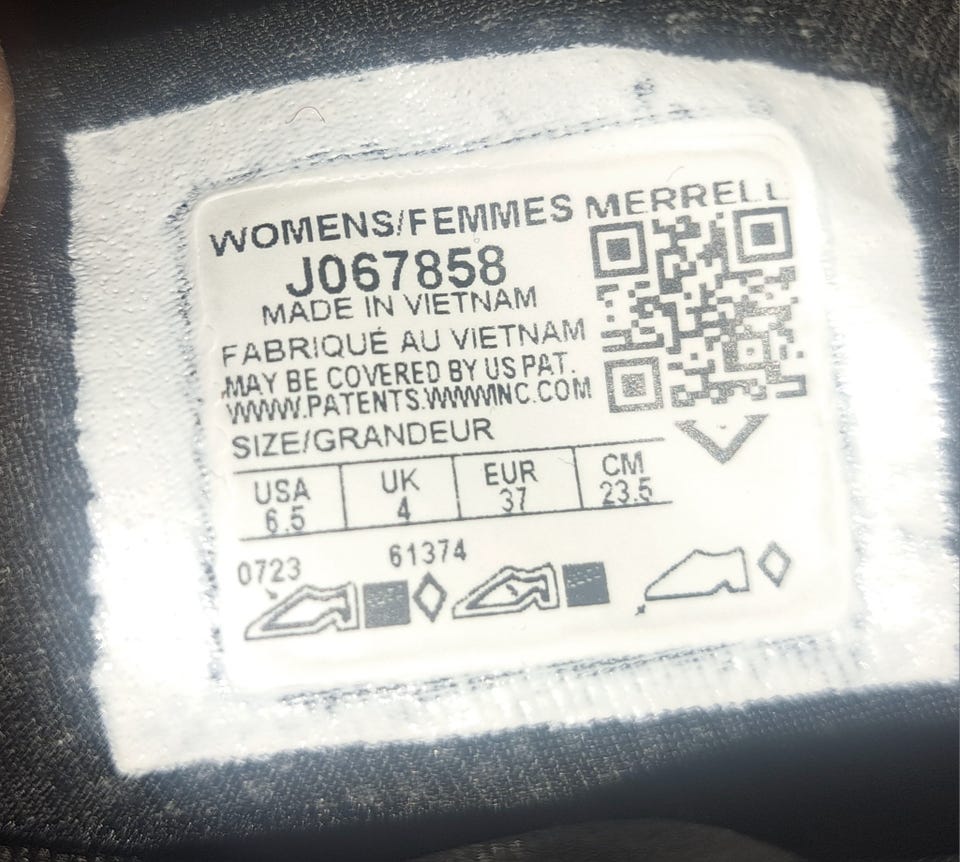 WOMENS/FEMMES MERRELL
J067858
MADE IN VIETNAM
FABRIQUÉ AU VIETNAM
MAY BE COVERED BY US PAT.
WWW.PATENTS.WWWINC.COM
SIZE/GRANDEUR
USA UK EUR CM
6.5 4 37 23.5
0723 61374